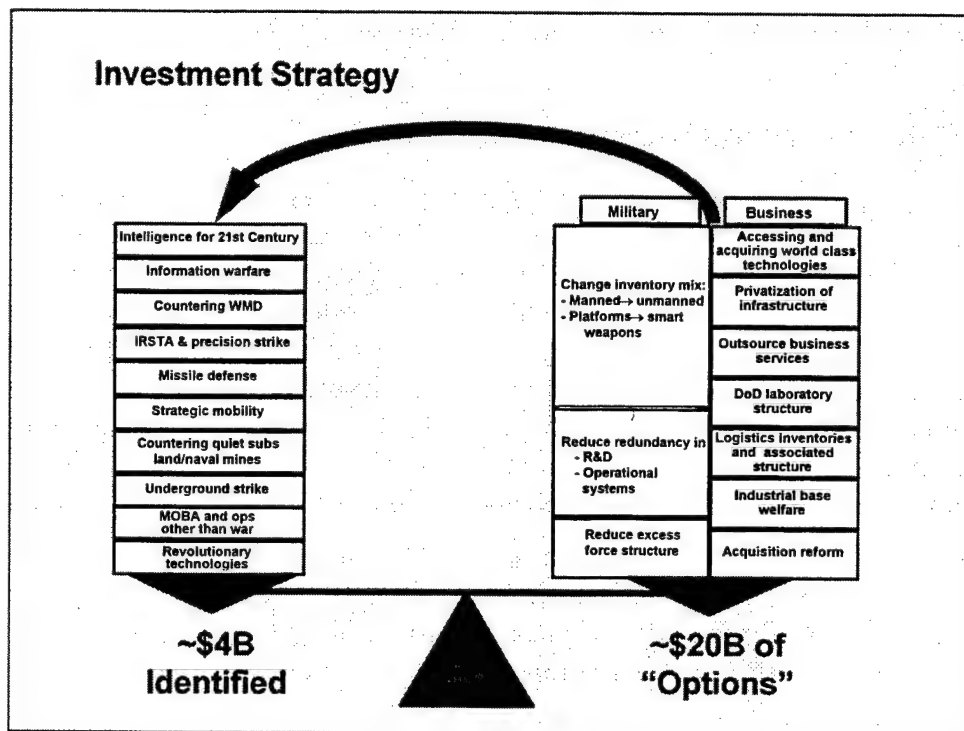 Investment Strategy
Intelligence for 21st Century
Information warfare
Countering WMD
IRSTA & precision strike
Missile defense
Strategic mobility
Countering quiet subs
land/naval mines
Underground strike
MOBA and ops
other than war
Revolutionary
technologies
~$4B
Identified
Military
Change inventory mix:
- Manned→ unmanned
- Platforms→ smart
weapons
Reduce redundancy in
- R&D
- Operational
systems
Reduce excess
force structure
Business
Accessing and
acquiring world class
technologies
Privatization of
infrastructure
Outsource business
services
DoD laboratory
structure
Logistics inventories
and associated
structure
Industrial base
welfare
Acquisition reform
~$20B of
“Options”